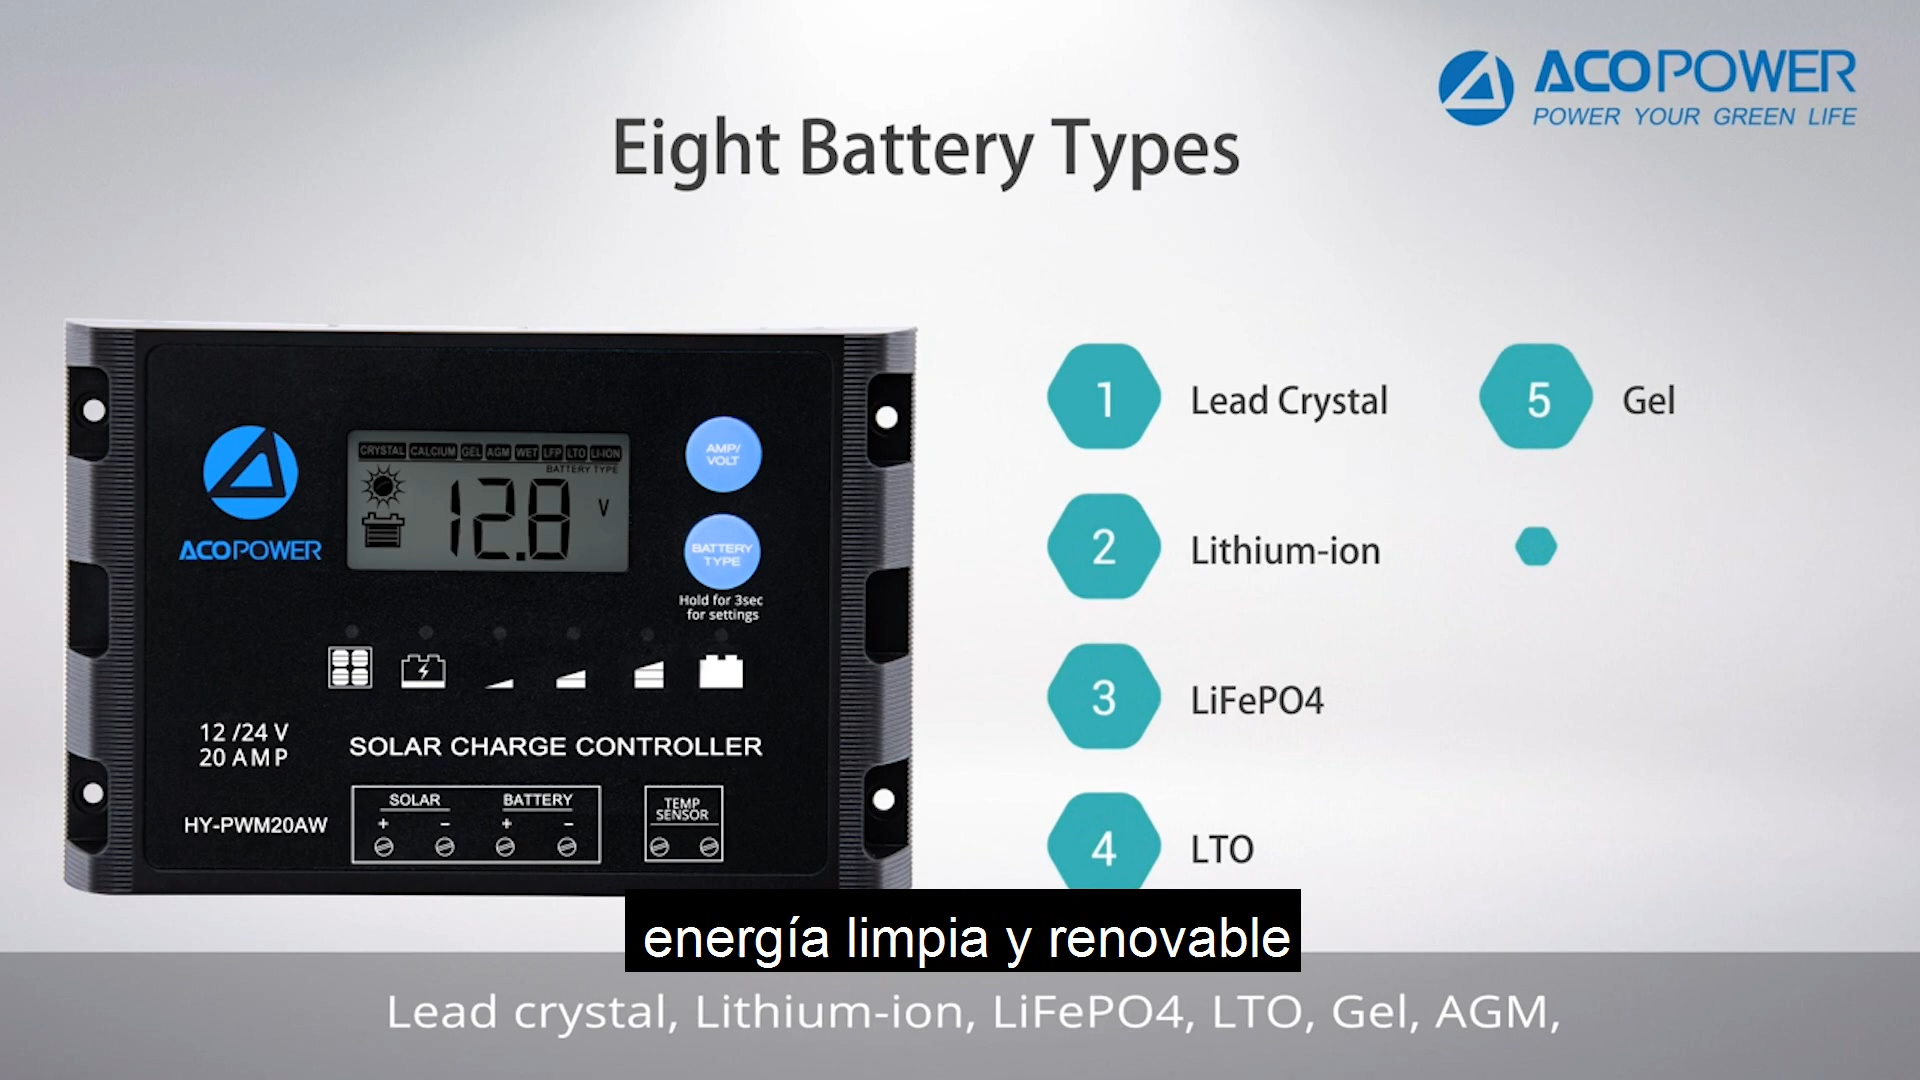 ACOPOWER
POWER YOUR GREEN LIFE
Eight Battery Types
CRYSTAL CALCIUM GEL AGM WET LFP LTO LI-ION
BATTERY TYPE
12.8 V
AMP/
VOLT
BATTERY
TYPE
Hold for 3sec
for settings
ACOPOWER
12 /24 V
20 AMP
SOLAR CHARGE CONTROLLER
HY-PWM20AW
SOLAR
+ −
BATTERY
+ −
TEMP
SENSOR
1 Lead Crystal
2 Lithium-ion
3 LiFePO4
4 LTO
5 Gel
energía limpia y renovable
Lead crystal, Lithium-ion, LiFePO4, LTO, Gel, AGM,